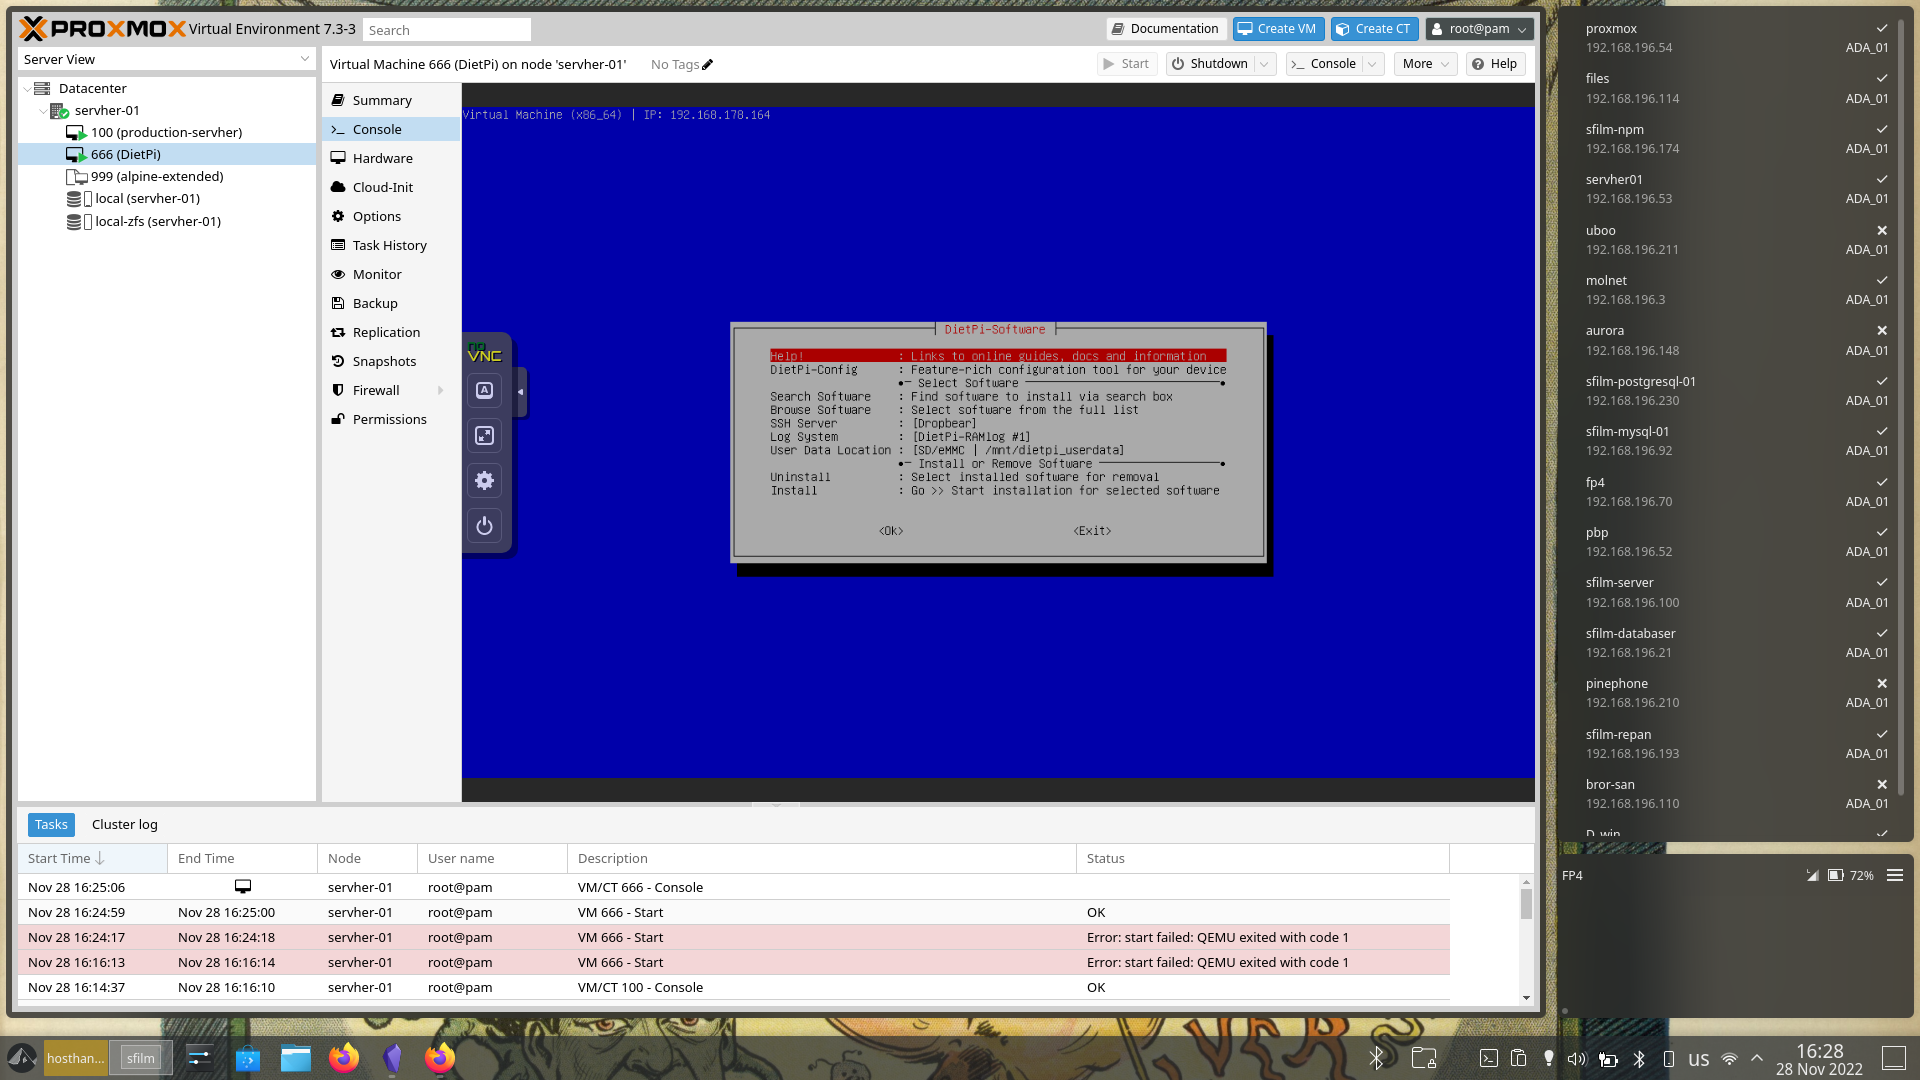 PROXMOX Virtual Environment 7.3-3 Search Documentation Create VM Create CT root@pam
Server View
Virtual Machine 666 (DietPi) on node 'servher-01' No Tags Start Shutdown Console More Help
Datacenter
servher-01
100 (production-servher)
666 (DietPi)
999 (alpine-extended)
local (servher-01)
local-zfs (servher-01)
Summary
Console
Hardware
Cloud-Init
Options
Task History
Monitor
Backup
Replication
Snapshots
Firewall
Permissions
Virtual Machine (x86_64) | IP: 192.168.178.164
no
VNC
A
DietPi-Software
Help! : Links to online guides, docs and information
DietPi-Config : Feature-rich configuration tool for your device
Select Software
Search Software : Find software to install via search box
Browse Software : Select software from the full list
SSH Server : [Dropbear]
Log System : [DietPi-RAMlog #1]
User Data Location : [SD/eMMC | /mnt/dietpi_userdata]
Install or Remove Software
Uninstall : Select installed software for removal
Install : Go >> Start installation for selected software
<Ok> <Exit>
Tasks Cluster log
Start Time End Time Node User name Description Status
Nov 28 16:25:06 servher-01 root@pam VM/CT 666 - Console
Nov 28 16:24:59 Nov 28 16:25:00 servher-01 root@pam VM 666 - Start OK
Nov 28 16:24:17 Nov 28 16:24:18 servher-01 root@pam VM 666 - Start Error: start failed: QEMU exited with code 1
Nov 28 16:16:13 Nov 28 16:16:14 servher-01 root@pam VM 666 - Start Error: start failed: QEMU exited with code 1
Nov 28 16:14:37 Nov 28 16:16:10 servher-01 root@pam VM/CT 100 - Console OK
proxmox
192.168.196.54 ADA_01
files
192.168.196.114 ADA_01
sfilm-npm
192.168.196.174 ADA_01
servher01
192.168.196.53 ADA_01
uboo
192.168.196.211 ADA_01
molnet
192.168.196.3 ADA_01
aurora
192.168.196.148 ADA_01
sfilm-postgresql-01
192.168.196.230 ADA_01
sfilm-mysql-01
192.168.196.92 ADA_01
fp4
192.168.196.70 ADA_01
pbp
192.168.196.52 ADA_01
sfilm-server
192.168.196.100 ADA_01
sfilm-databaser
192.168.196.21 ADA_01
pinephone
192.168.196.210 ADA_01
sfilm-repan
192.168.196.193 ADA_01
bror-san
192.168.196.110 ADA_01
D_win
FP4 72%
hosthan... sfilm us 16:28
28 Nov 2022